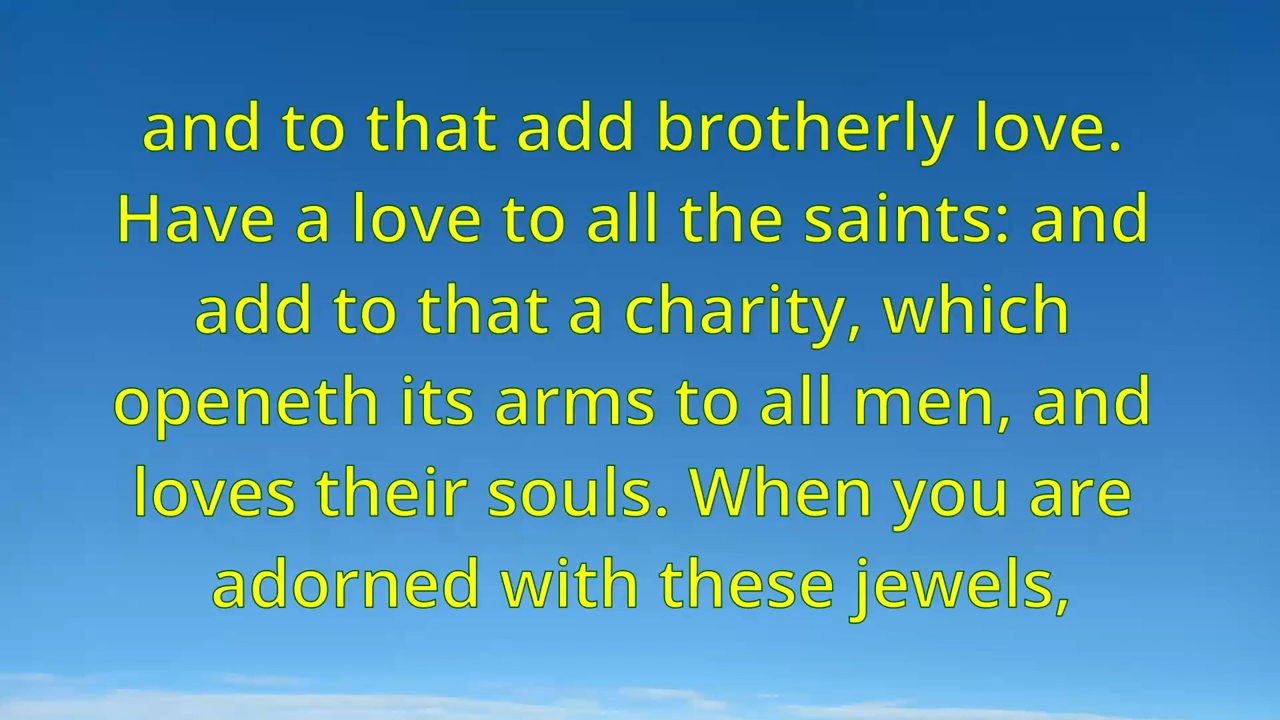 and to that add brotherly love.
Have a love to all the saints: and
add to that a charity, which
openeth its arms to all men, and
loves their souls. When you are
adorned with these jewels,